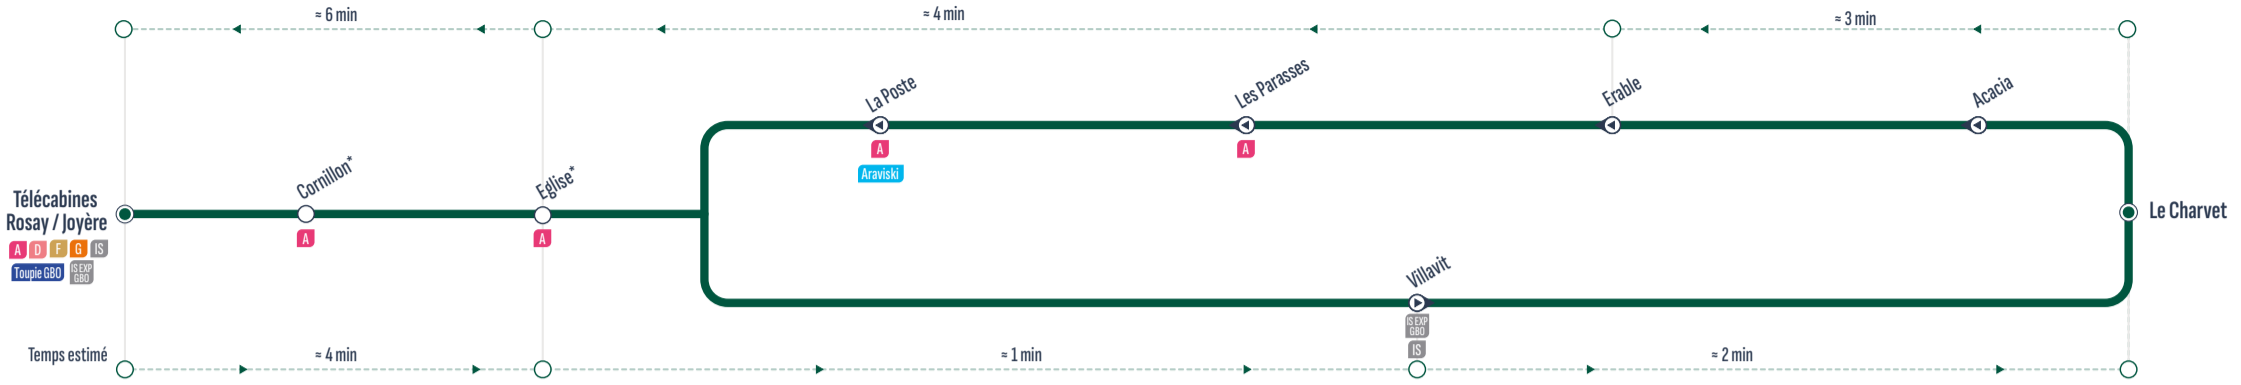 ≈ 6 min
≈ 4 min
≈ 3 min
La Poste
Les Parasses
Erable
Acacia
A
A
Araviski
Cornillon*
Eglise*
Télécabines
Rosay / Joyère
Le Charvet
A
A
A D F G IS
Toupie GBO
IS EXP
GBO
Villavit
IS EXP
GBO
IS
Temps estimé
≈ 4 min
≈ 1 min
≈ 2 min